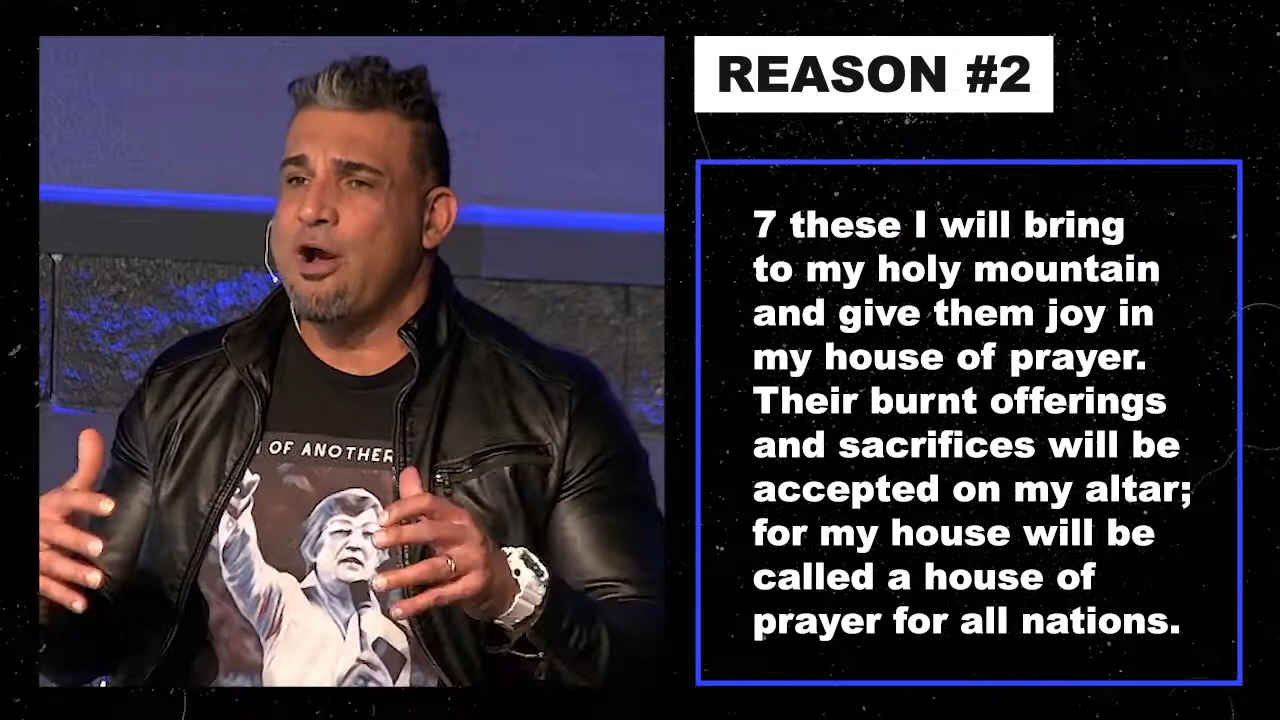 REASON #2
OF ANOTHER
7 these I will bring
to my holy mountain
and give them joy in
my house of prayer.
Their burnt offerings
and sacrifices will be
accepted on my altar;
for my house will be
called a house of
prayer for all nations.